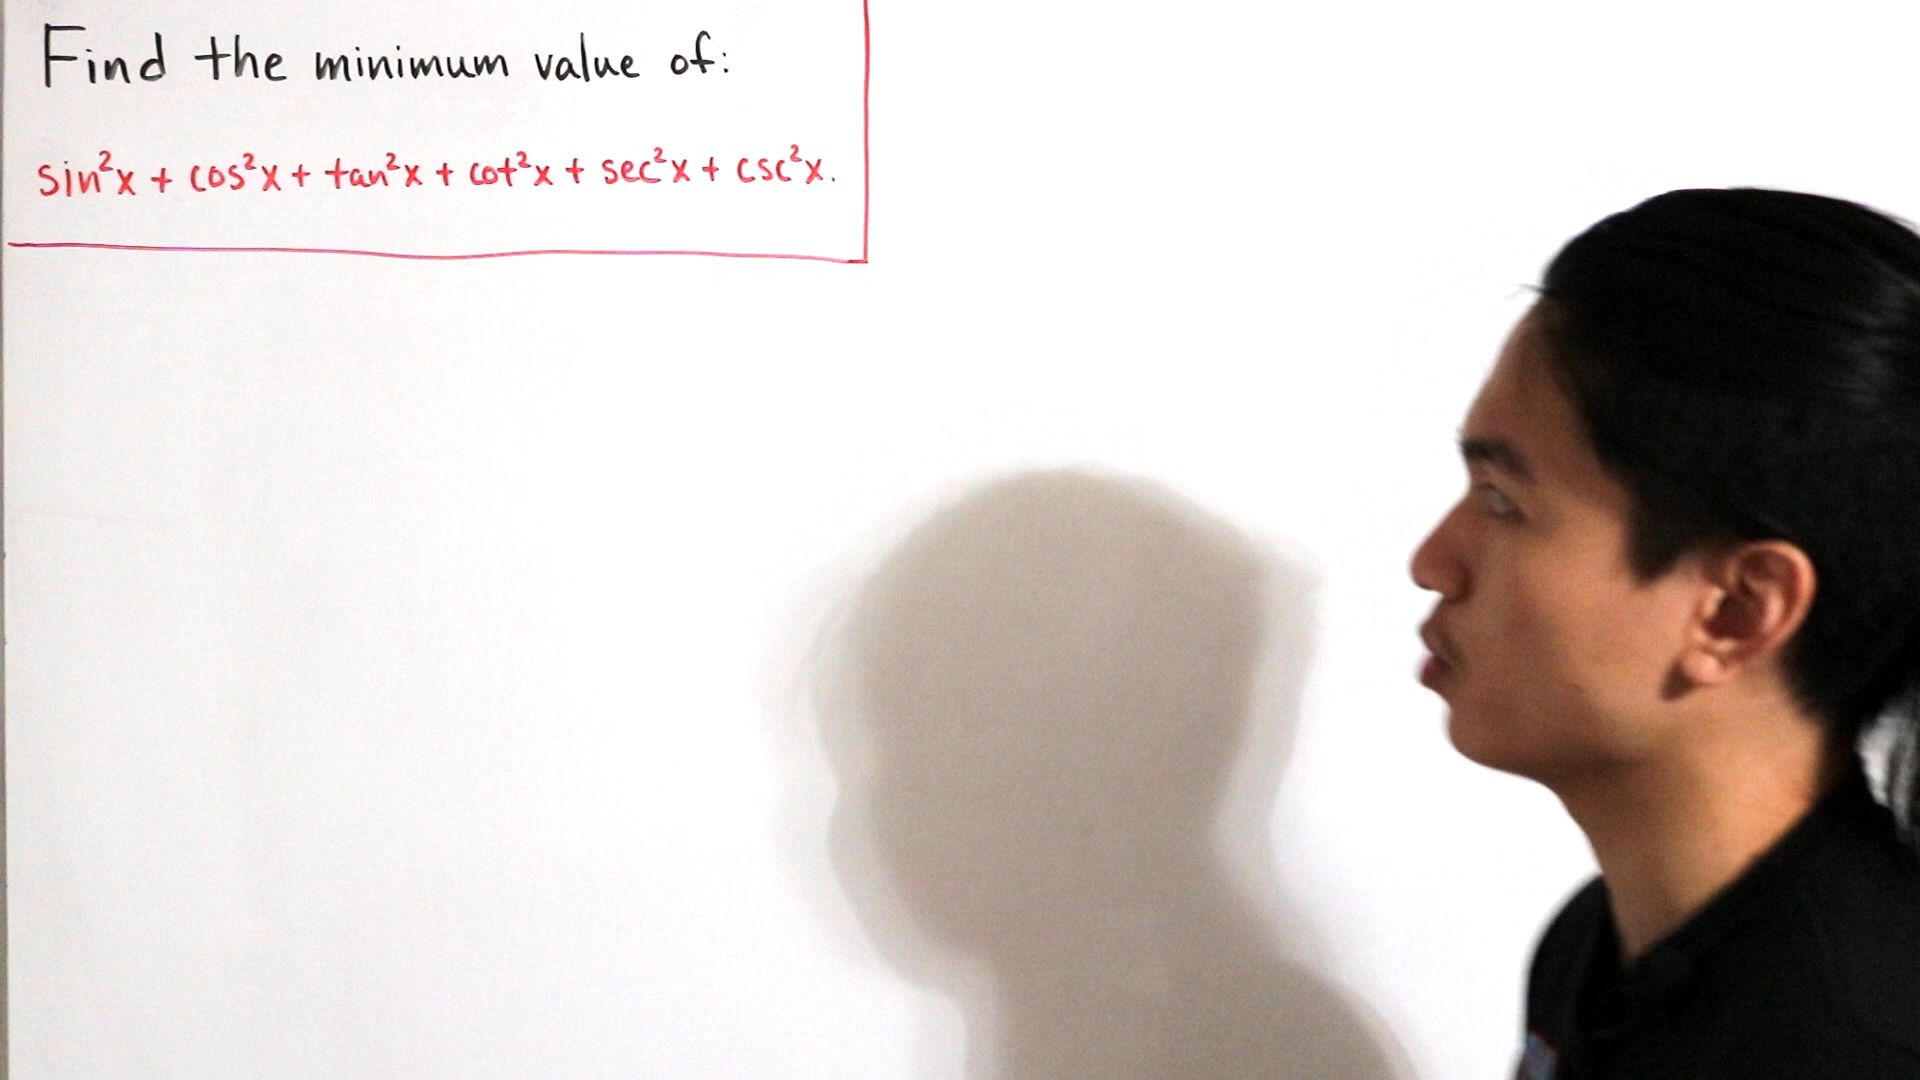 Find the minimum value of:
sin²x + cos²x + tan²x + cot²x + sec²x + csc²x.